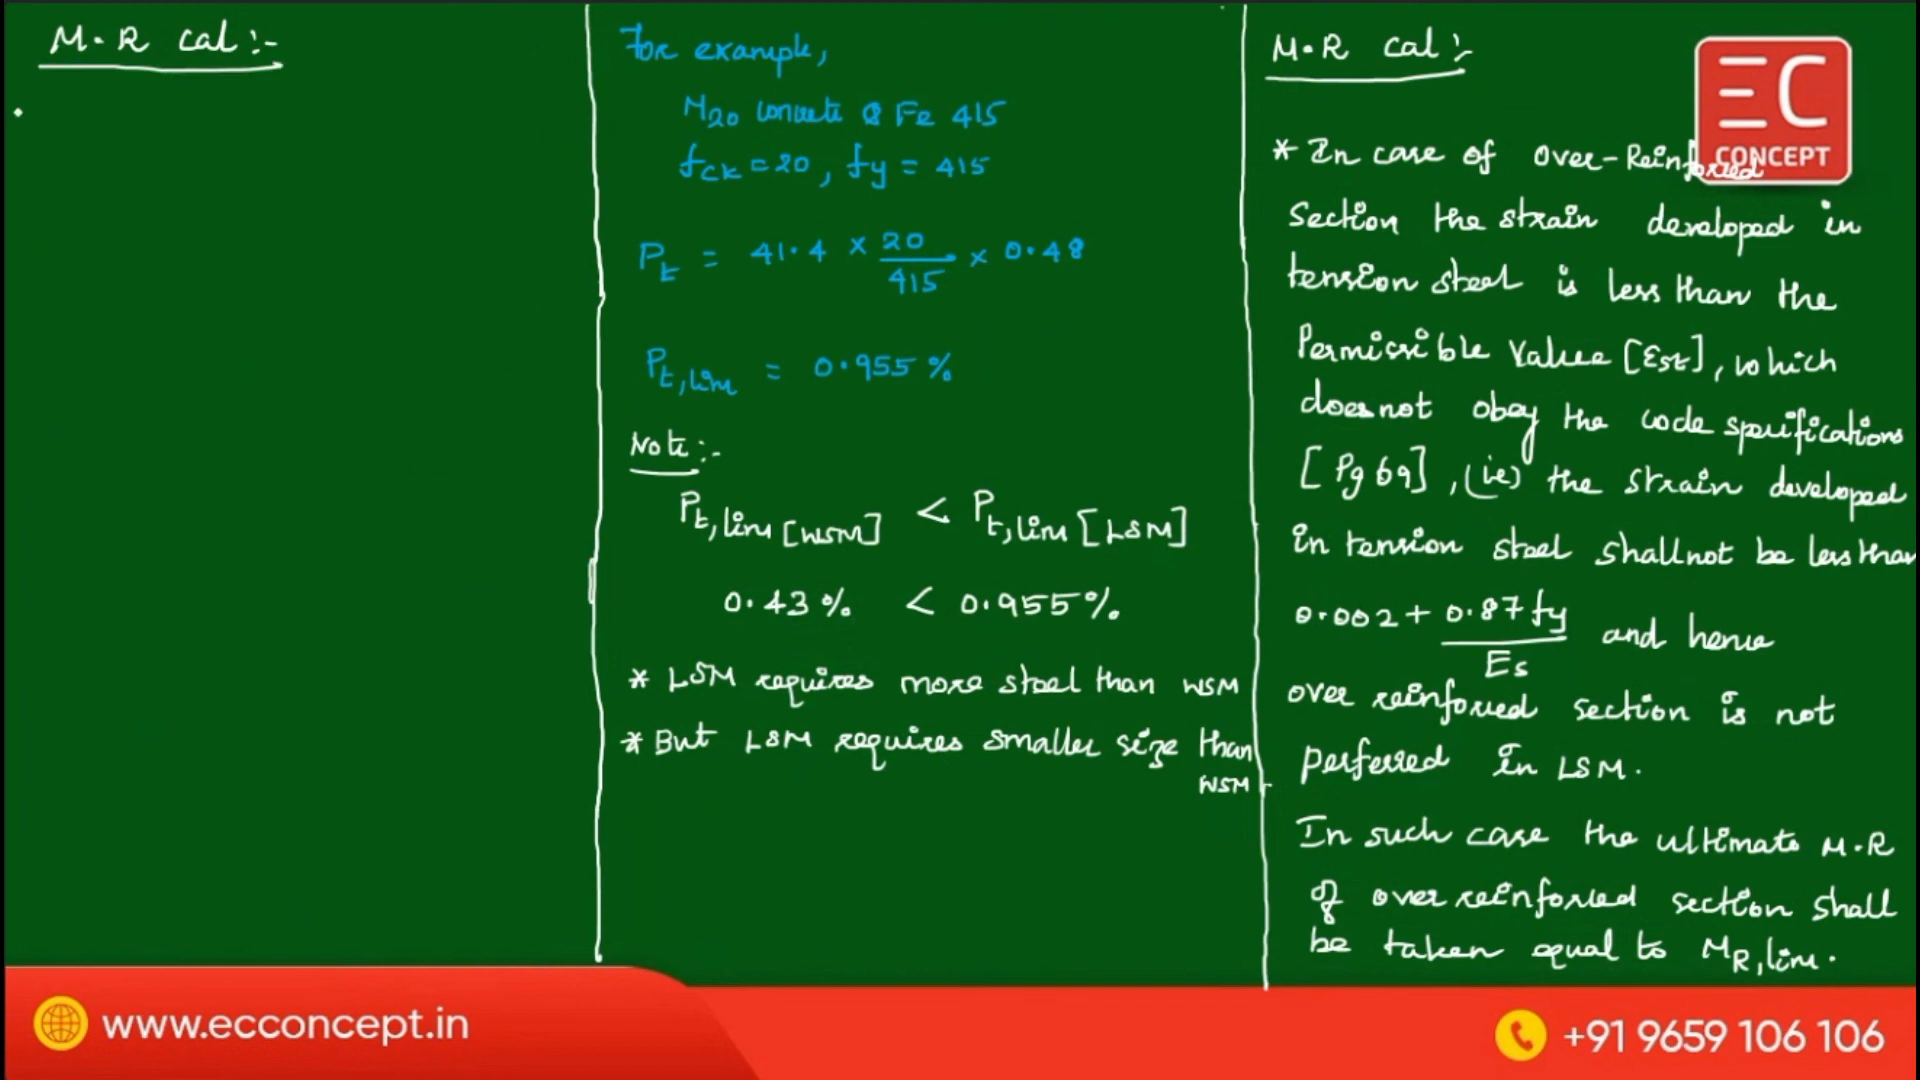 M.R cal :-
For example,
M20 concrete & Fe 415
fck = 20, fy = 415
Pt = 41.4 × 20/415 × 0.48
Pt,lim = 0.955 %
Note :-
Pt,lim [WSM] < Pt,lim [LSM]
0.43 % < 0.955 %.
* LSM requires more steel than WSM
* But LSM requires smaller size than
WSM.
M.R cal :-
EC
CONCEPT
* In case of over-Reinforced
Section the strain developed in
tension steel is less than the
Permissible value [Est], which
does not obey the code specifications
[Pg 69], (ie) the strain developed
in tension steel shall not be less than
0.002 + 0.87 fy/Es and hence
over reinforced section is not
perferred in LSM.
In such case the ultimate M.R
of over reinforced section shall
be taken equal to MR,lim.
www.ecconcept.in
+91 9659 106 106